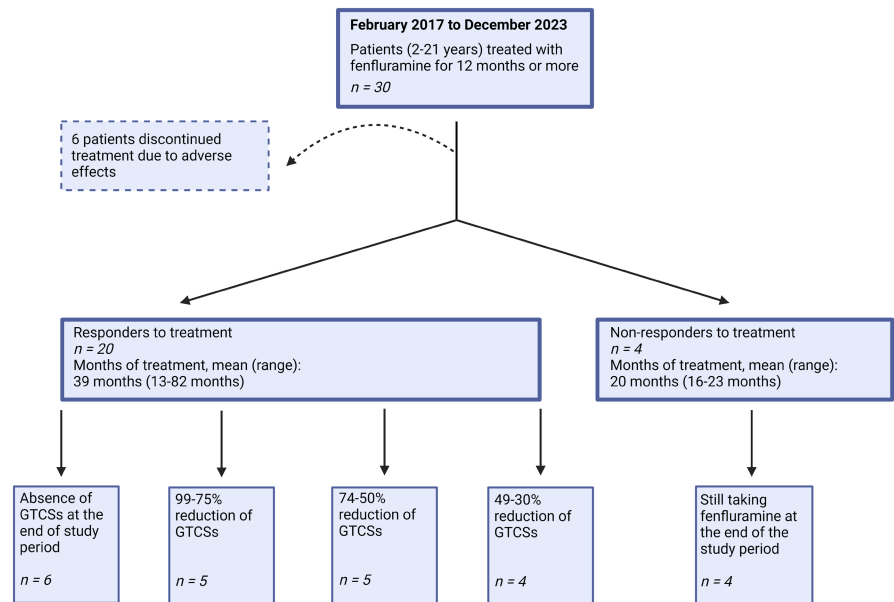 February 2017 to December 2023
Patients (2-21 years) treated with
fenfluramine for 12 months or more
n = 30
6 patients discontinued
treatment due to adverse
effects
Responders to treatment
n = 20
Months of treatment, mean (range):
39 months (13-82 months)
Non-responders to treatment
n = 4
Months of treatment, mean (range):
20 months (16-23 months)
Absence of
GTCSs at the
end of study
period
n = 6
99-75%
reduction of
GTCSs
n = 5
74-50%
reduction of
GTCSs
n = 5
49-30%
reduction of
GTCSs
n = 4
Still taking
fenfluramine at
the end of the
study period
n = 4